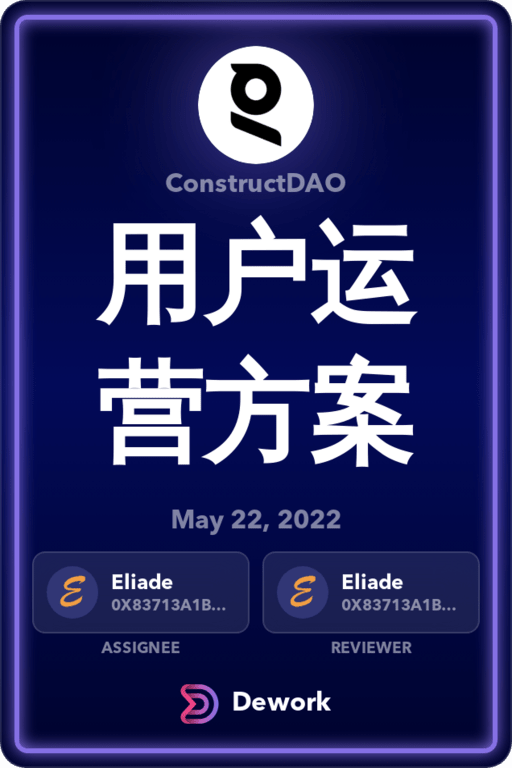 ConstructDAO
用户运
营方案
May 22, 2022
Eliade
0X83713A1B...
ASSIGNEE
Eliade
0X83713A1B...
REVIEWER
Dework